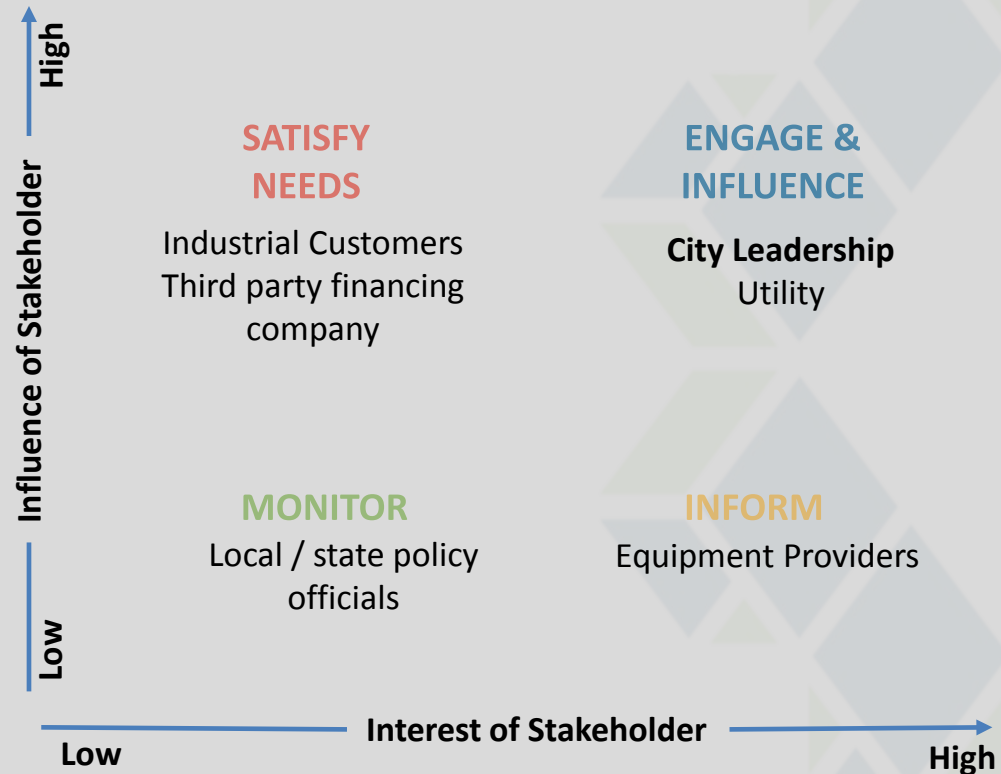 High
Influence of Stakeholder
Low
SATISFY
NEEDS
Industrial Customers
Third party financing
company
ENGAGE &
INFLUENCE
City Leadership
Utility
MONITOR
Local / state policy
officials
INFORM
Equipment Providers
Low
Interest of Stakeholder
High